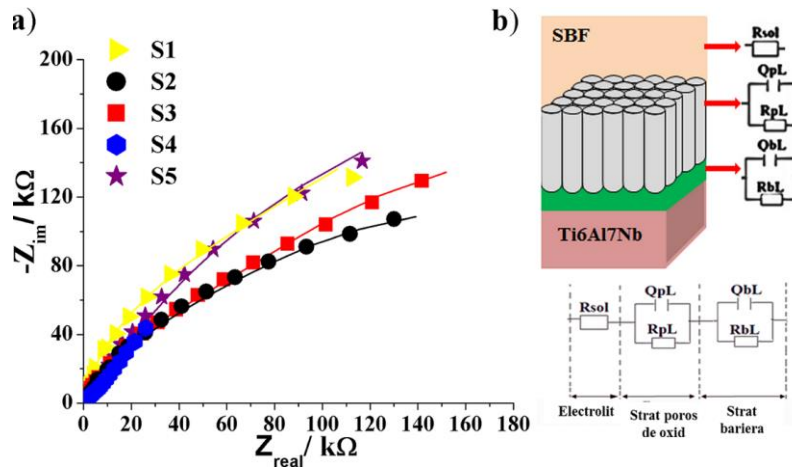 a)
-Z_im/ kΩ
200
160
120
80
40
0
0 20 40 60 80 100 120 140 160 180
Z_real/ kΩ
S1
S2
S3
S4
S5
b)
SBF
Ti6Al7Nb
Rsol
QpL
RpL
QbL
RbL
QpL QbL
Rsol
RpL RbL
Electrolit Strat poros Strat
de oxid bariera